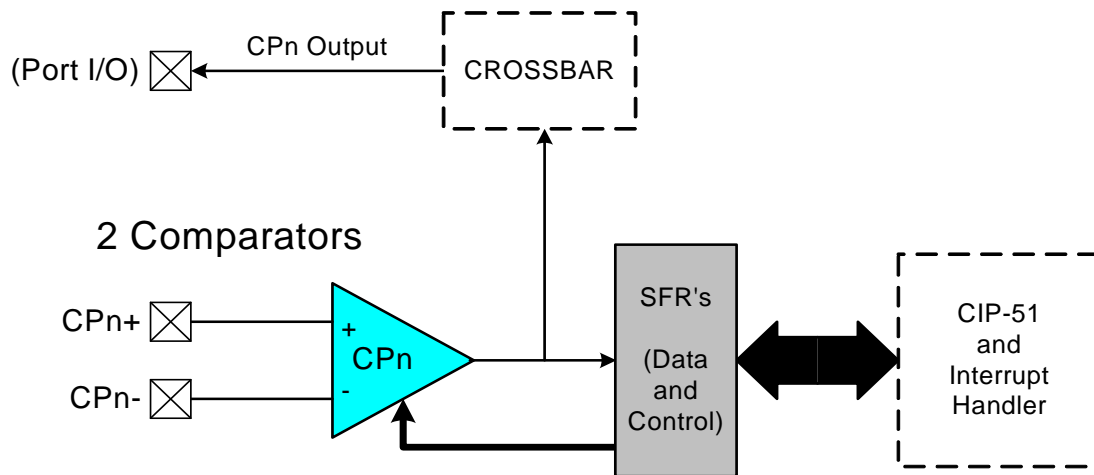 CPn Output
(Port I/O)
CROSSBAR
2 Comparators
CPn+
CPn-
+
CPn
-
SFR's
(Data
and
Control)
CIP-51
and
Interrupt
Handler